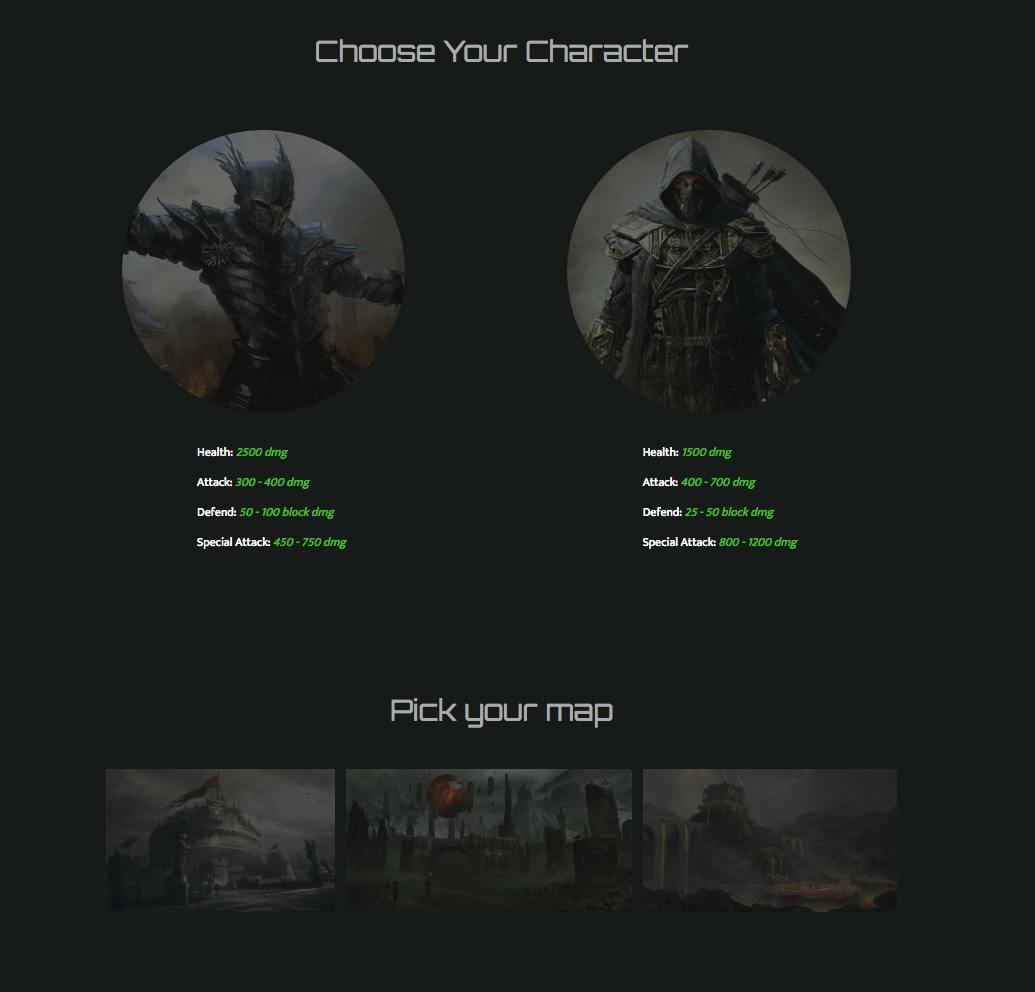 Choose Your Character
Health: 2500 dmg
Attack: 300 - 400 dmg
Defend: 50 - 100 block dmg
Special Attack: 450 - 750 dmg
Health: 1500 dmg
Attack: 400 - 700 dmg
Defend: 25 - 50 block dmg
Special Attack: 800 - 1200 dmg
Pick your map